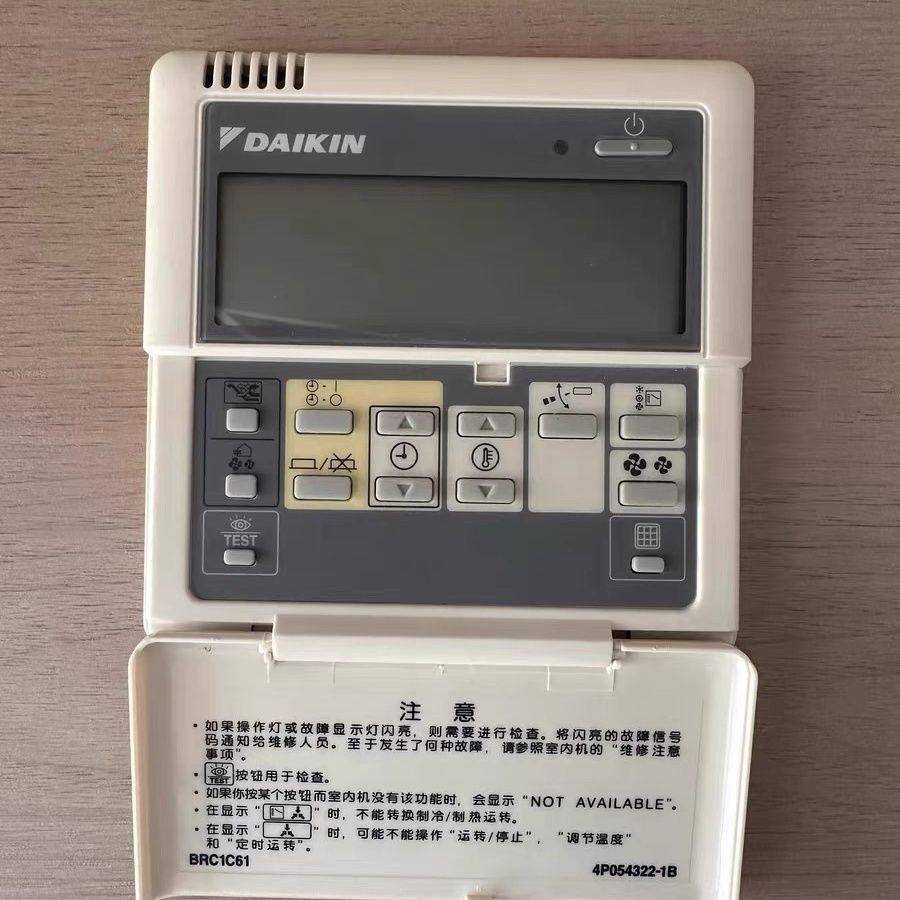 DAIKIN
TEST
注 意
· 如果操作灯或故障显示灯闪亮，则需要进行检查。将闪亮的故障信号
码通知给维修人员。至于发生了何种故障，请参照室内机的“维修注意
事项”。
· TEST 按钮用于检查。
· 如果你按某个按钮而室内机没有该功能时，会显示“NOT AVAILABLE”。
· 在显示“ ”时，不能转换制冷/制热运转。
· 在显示“ ”时，可能不能操作“运转/停止”，“调节温度”
和“定时运转”。
BRC1C61 4P054322-1B